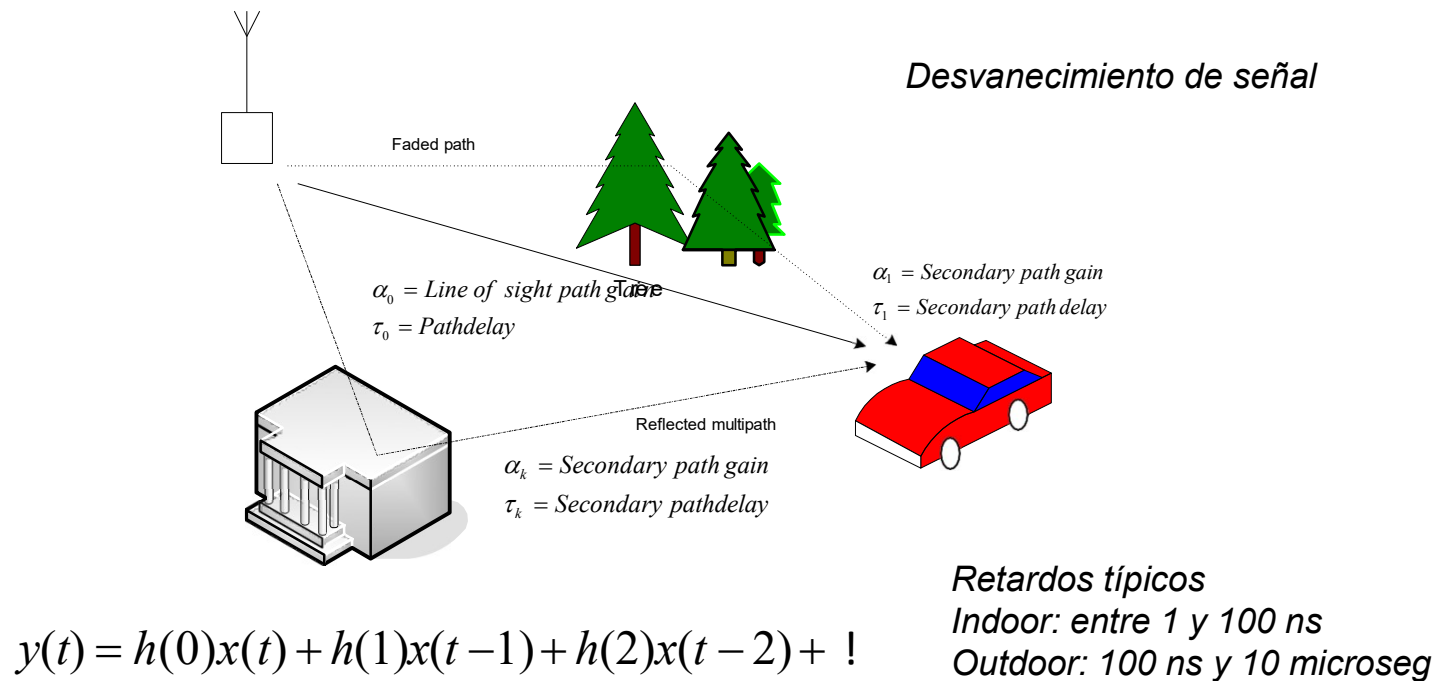 Desvanecimiento de señal
Faded path
α₁ = Secondary path gain
τ₁ = Secondary path delay
Tree
α₀ = Line of sight path gain
τ₀ = Pathdelay
Reflected multipath
αₖ = Secondary path gain
τₖ = Secondary pathdelay
Retardos típicos
Indoor: entre 1 y 100 ns
Outdoor: 100 ns y 10 microseg
y(t) = h(0)x(t) + h(1)x(t − 1) + h(2)x(t − 2) + !